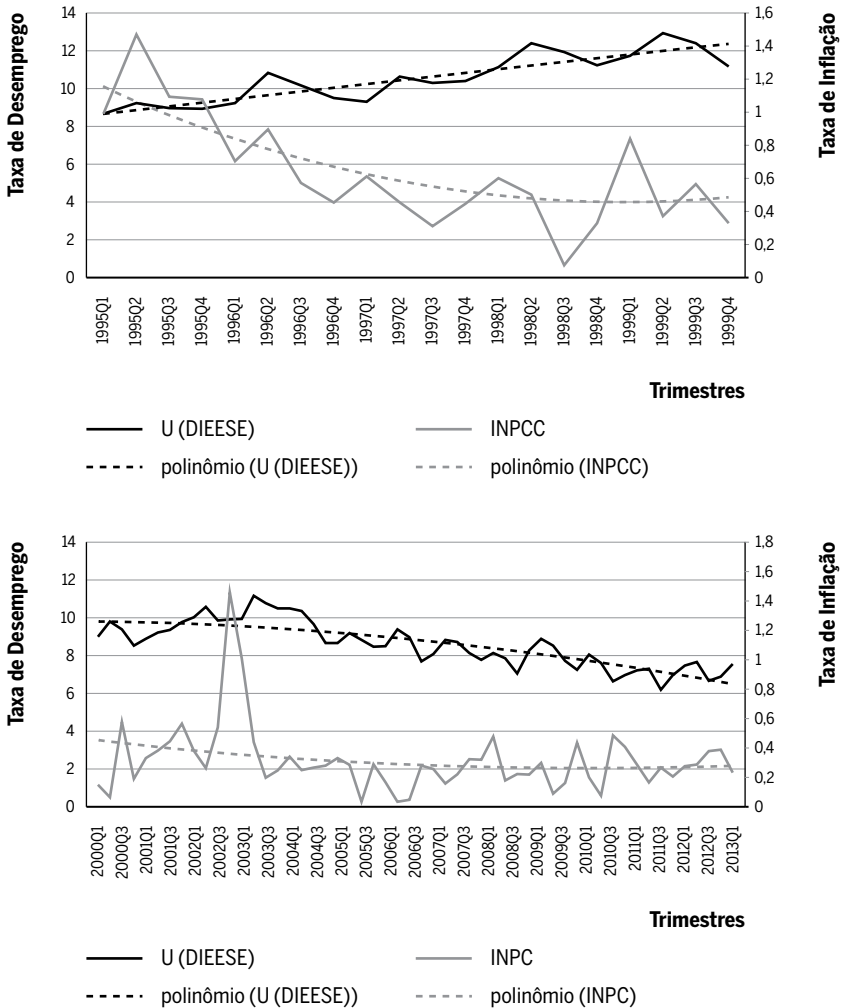 Taxa de Desemprego
14
12
10
8
6
4
2
0
1,6
1,4
1,2
1
0,8
0,6
0,4
0,2
0
Taxa de Inflação
1995Q1
1995Q2
1995Q3
1995Q4
1996Q1
1996Q2
1996Q3
1996Q4
1997Q1
1997Q2
1997Q3
1997Q4
1998Q1
1998Q2
1998Q3
1998Q4
1999Q1
1999Q2
1999Q3
1999Q4
Trimestres
U (DIEESE)
INPCC
polinômio (U (DIEESE))
polinômio (INPCC)
Taxa de Desemprego
14
12
10
8
6
4
2
0
1,8
1,6
1,4
1,2
1
0,8
0,6
0,4
0,2
0
Taxa de Inflação
2000Q1
2000Q3
2001Q1
2001Q3
2002Q1
2002Q3
2003Q1
2003Q3
2004Q1
2004Q3
2005Q1
2005Q3
2006Q1
2006Q3
2007Q1
2007Q3
2008Q1
2008Q3
2009Q1
2009Q3
2010Q1
2010Q3
2011Q1
2011Q3
2012Q1
2012Q3
2013Q1
Trimestres
U (DIEESE)
INPC
polinômio (U (DIEESE))
polinômio (INPC)